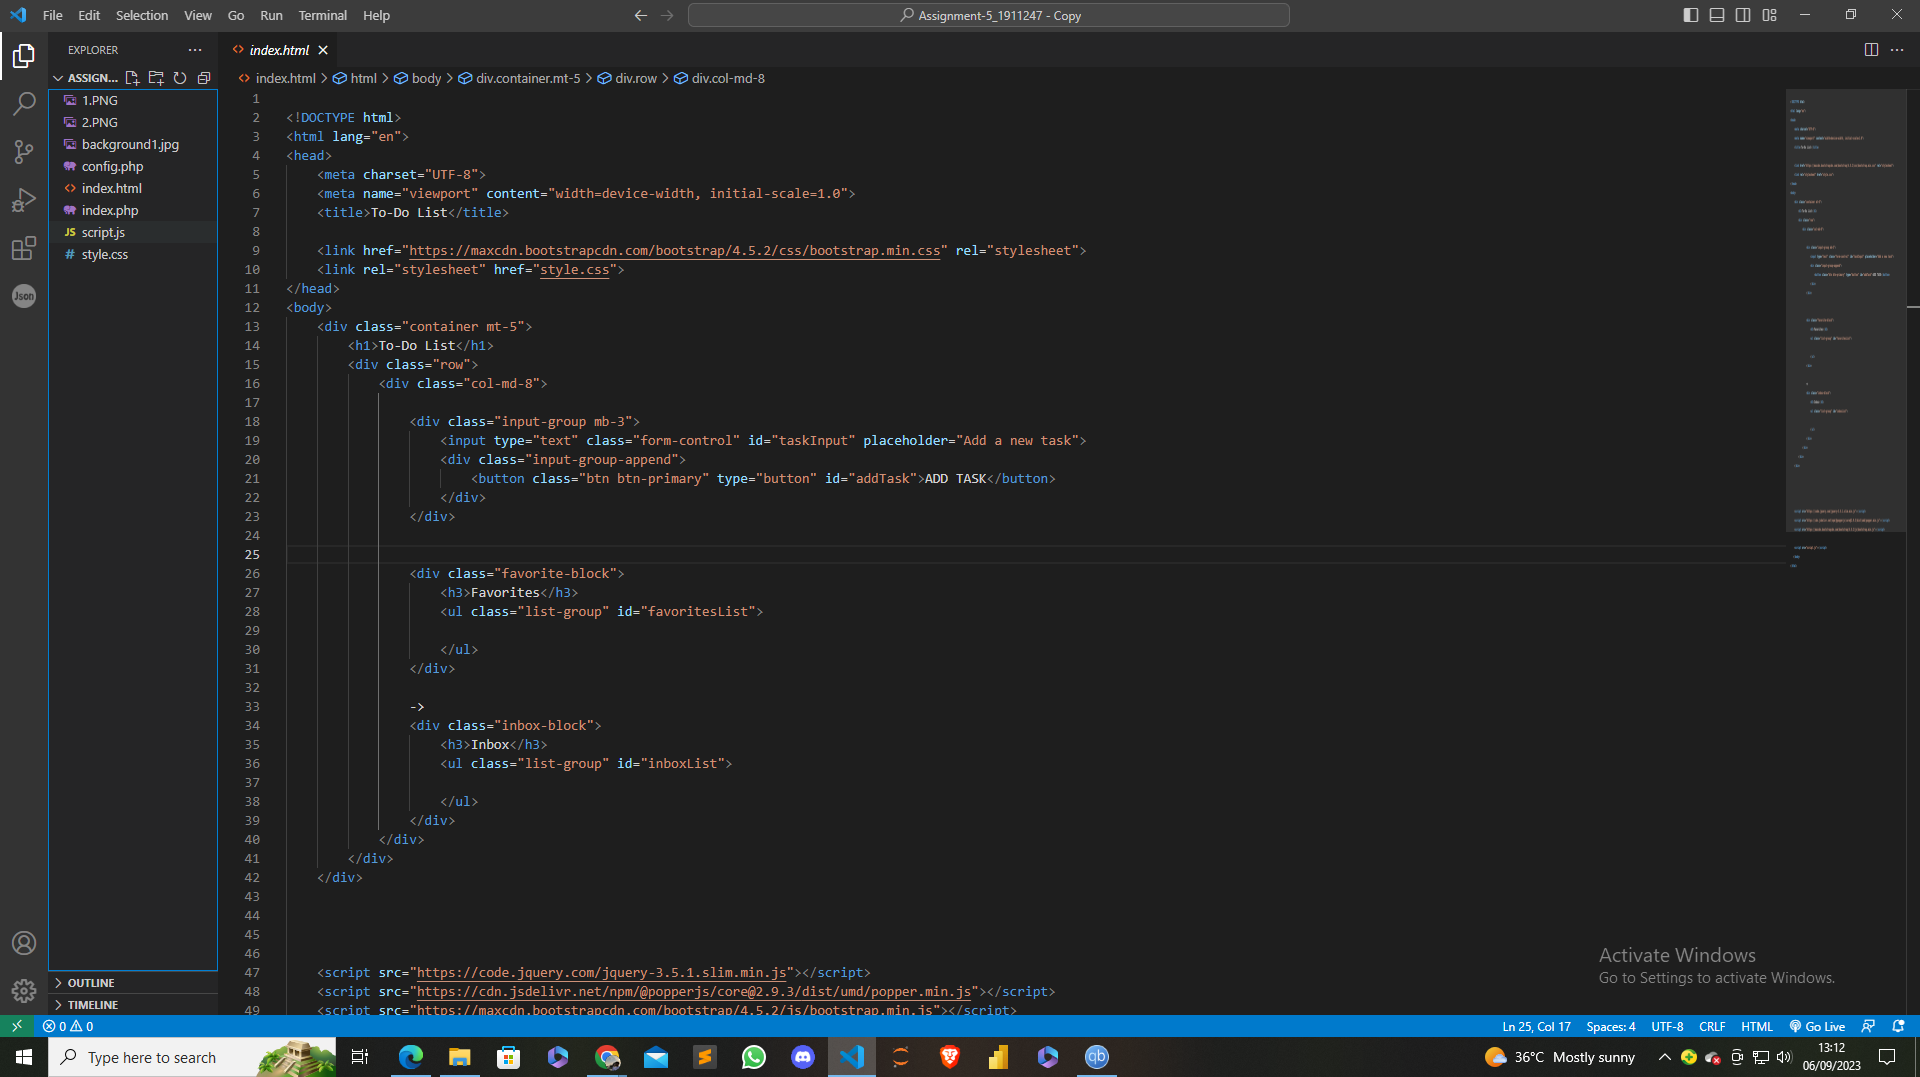 File Edit Selection View Go Run Terminal Help
Assignment-5_1911247 - Copy
EXPLORER
ASSIGN...
1.PNG
2.PNG
background1.jpg
config.php
index.html
index.php
JS script.js
# style.css
Json
OUTLINE
TIMELINE
index.html
index.html > html > body > div.container.mt-5 > div.row > div.col-md-8
1
2 <!DOCTYPE html>
3 <html lang="en">
4 <head>
5 <meta charset="UTF-8">
6 <meta name="viewport" content="width=device-width, initial-scale=1.0">
7 <title>To-Do List</title>
8
9 <link href="https://maxcdn.bootstrapcdn.com/bootstrap/4.5.2/css/bootstrap.min.css" rel="stylesheet">
10 <link rel="stylesheet" href="style.css">
11 </head>
12 <body>
13 <div class="container mt-5">
14 <h1>To-Do List</h1>
15 <div class="row">
16 <div class="col-md-8">
17
18 <div class="input-group mb-3">
19 <input type="text" class="form-control" id="taskInput" placeholder="Add a new task">
20 <div class="input-group-append">
21 <button class="btn btn-primary" type="button" id="addTask">ADD TASK</button>
22 </div>
23 </div>
24
25
26 <div class="favorite-block">
27 <h3>Favorites</h3>
28 <ul class="list-group" id="favoritesList">
29
30 </ul>
31 </div>
32
33 ->
34 <div class="inbox-block">
35 <h3>Inbox</h3>
36 <ul class="list-group" id="inboxList">
37
38 </ul>
39 </div>
40 </div>
41 </div>
42 </div>
43
44
45
46
47 <script src="https://code.jquery.com/jquery-3.5.1.slim.min.js"></script>
48 <script src="https://cdn.jsdelivr.net/npm/@popperjs/core@2.9.3/dist/umd/popper.min.js"></script>
49 <script src="https://maxcdn.bootstrapcdn.com/bootstrap/4.5.2/js/bootstrap.min.js"></script>
Activate Windows
Go to Settings to activate Windows.
0 0
Ln 25, Col 17 Spaces: 4 UTF-8 CRLF HTML Go Live
Type here to search
qb
36°C Mostly sunny
13:12
06/09/2023